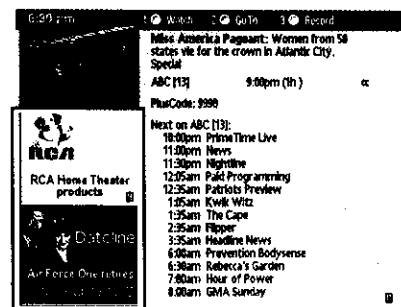 6:39 pm
1 Watch 2 GoTo 3 Record
Miss America Pageant: Women from 50
states vie for the crown in Atlantic City.
Special
ABC [13] 9:00pm (1h) cc
PlusCode: 9998
Next on ABC [13]:
10:00pm PrimeTime Live
11:00pm News
11:30pm Nightline
12:05am Paid Programming
12:35am Patriots Preview
1:05am Kwik Witz
1:35am The Cape
2:35am Flipper
3:35am Headline News
6:00am Prevention Bodysense
6:30am Rebecca's Garden
7:00am Hour of Power
8:00am GMA Sunday
RCA
RCA Home Theater
products
Dateline
Air Force One retires